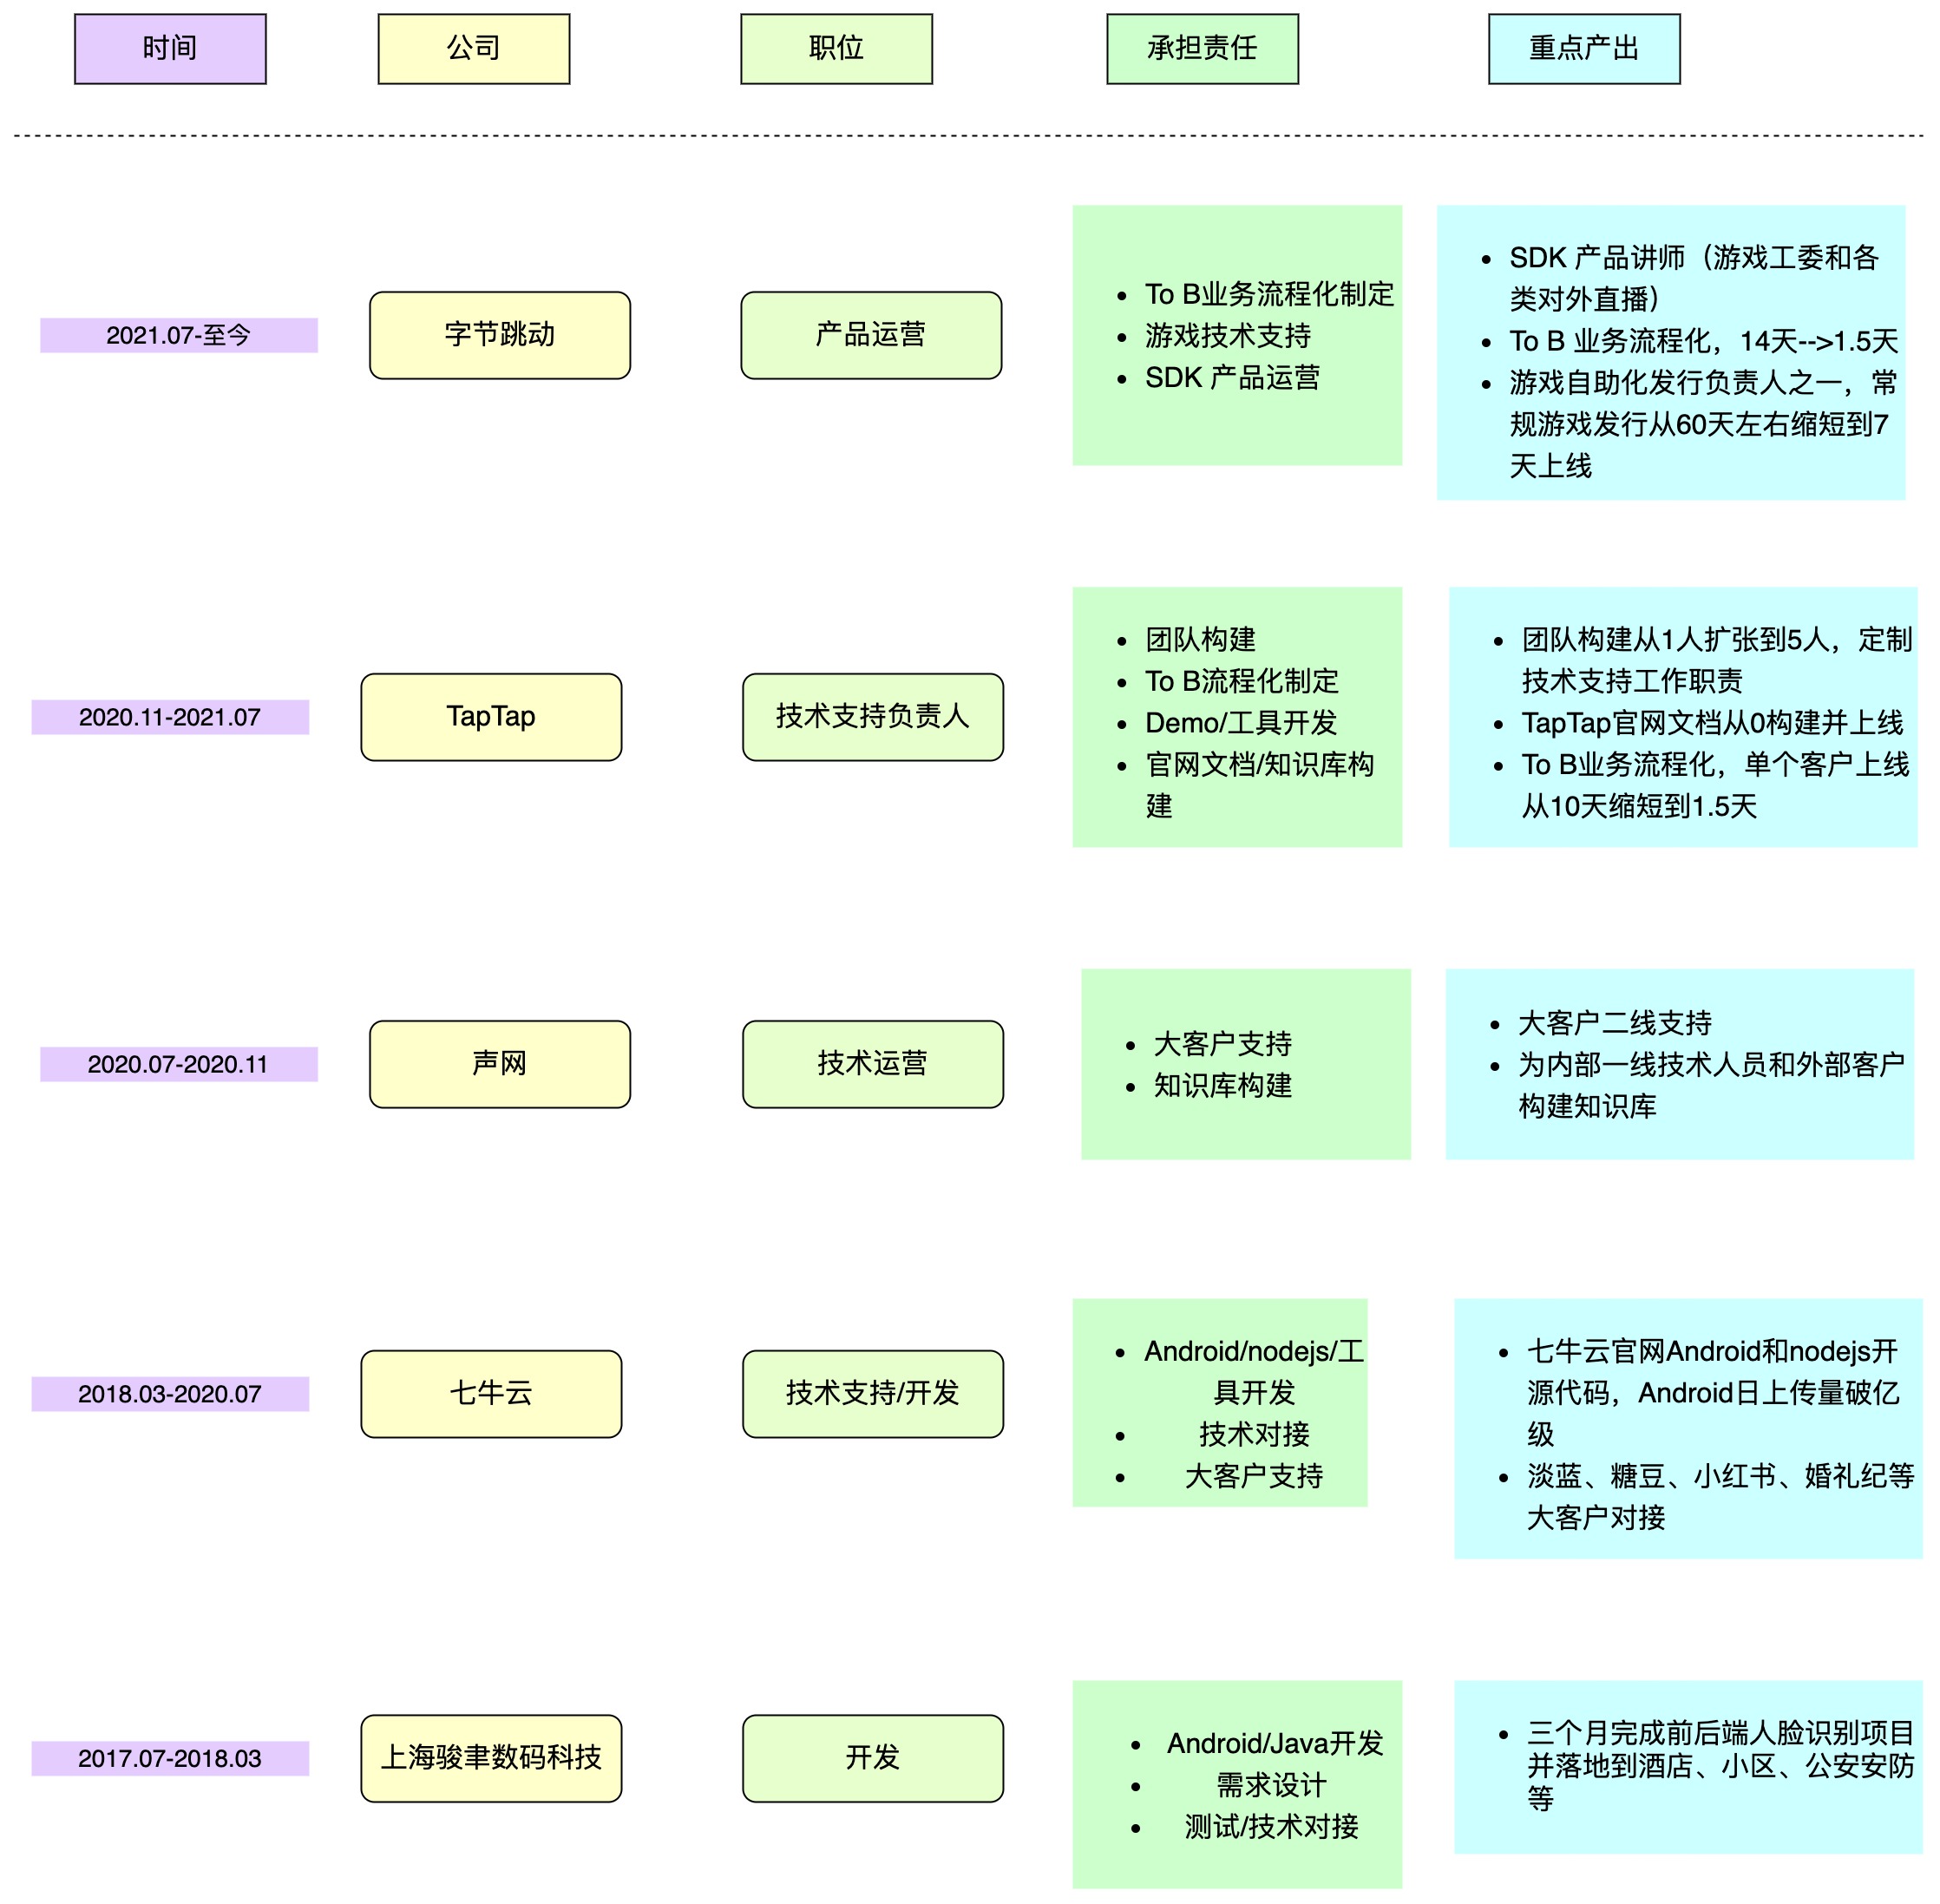 时间
公司
职位
承担责任
重点产出
2021.07-至今
字节跳动
产品运营
To B业务流程化制定
游戏技术支持
SDK 产品运营
SDK 产品讲师（游戏工委和各
类对外直播）
To B 业务流程化，14天-->1.5天
游戏自助化发行负责人之一，常
规游戏发行从60天左右缩短到7
天上线
2020.11-2021.07
TapTap
技术支持负责人
团队构建
To B流程化制定
Demo/工具开发
官网文档/知识库构
建
团队构建从1人扩张到5人，定制
技术支持工作职责
TapTap官网文档从0构建并上线
To B业务流程化，单个客户上线
从10天缩短到1.5天
2020.07-2020.11
声网
技术运营
大客户支持
知识库构建
大客户二线支持
为内部一线技术人员和外部客户
构建知识库
2018.03-2020.07
七牛云
技术支持/开发
Android/nodejs/工
具开发
技术对接
大客户支持
七牛云官网Android和nodejs开
源代码，Android日上传量破亿
级
淡蓝、糖豆、小红书、婚礼纪等
大客户对接
2017.07-2018.03
上海骏聿数码科技
开发
Android/Java开发
需求设计
测试/技术对接
三个月完成前后端人脸识别项目
并落地到酒店、小区、公安安防
等